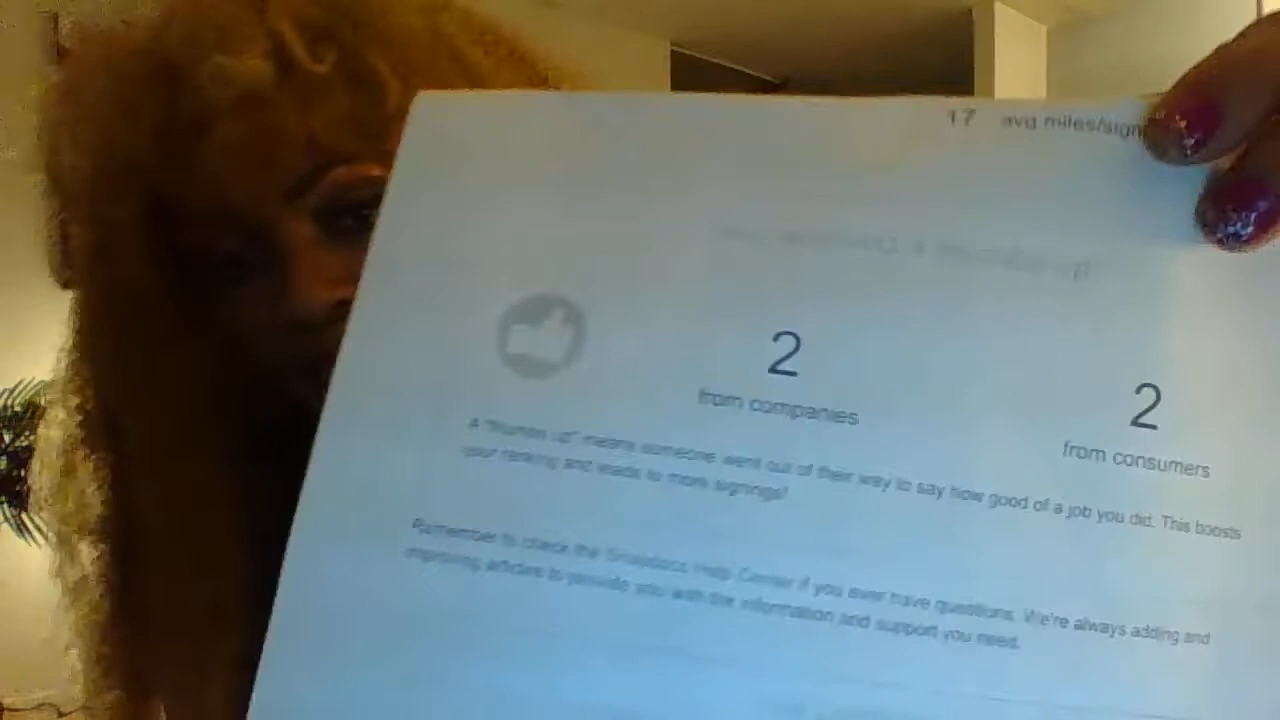 17 avg miles/sign
2
from companies
2
from consumers
A "thumbs up" means someone went out of their way to say how good of a job you did. This boosts
your ranking and leads to more signings!
Remember to check the Snapdocs Help Center if you ever have questions. We're always adding and
improving articles to provide you with the information and support you need.